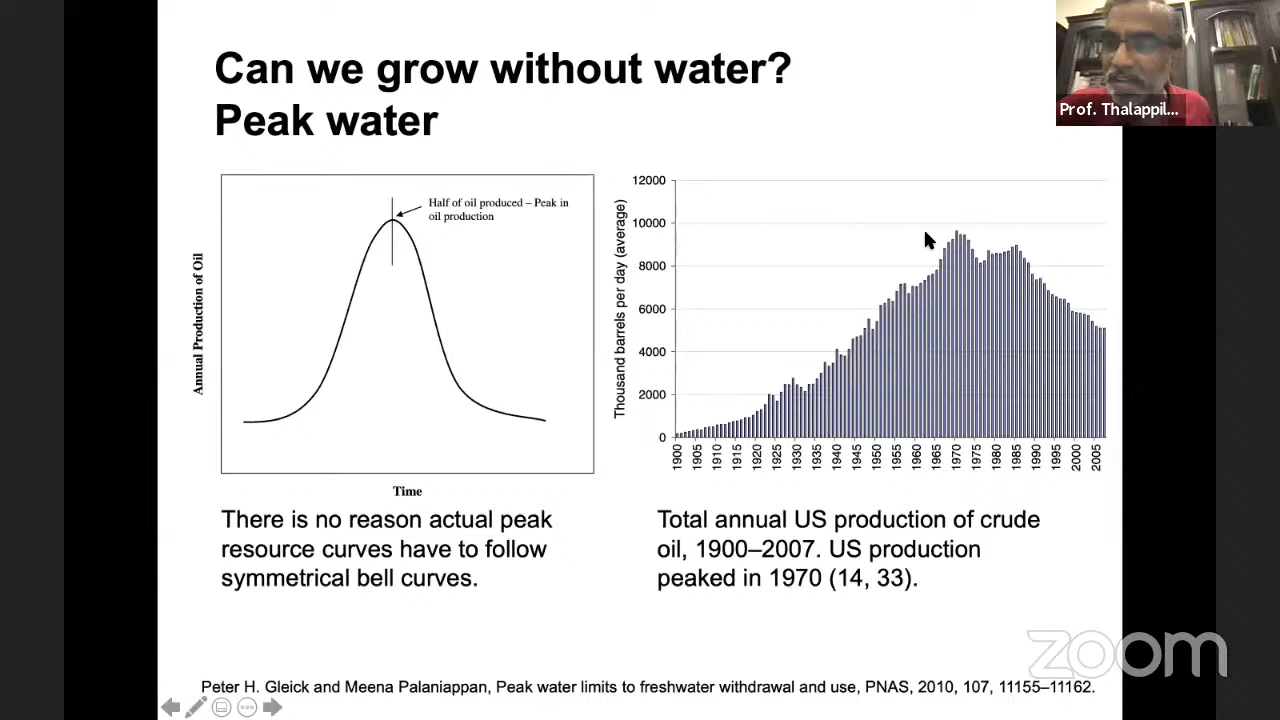 Can we grow without water?
Peak water
Prof. Thalappil...
Half of oil produced – Peak in
oil production
Annual Production of Oil
Time
Thousand barrels per day (average)
12000
10000
8000
6000
4000
2000
0
1900 1905 1910 1915 1920 1925 1930 1935 1940 1945 1950 1955 1960 1965 1970 1975 1980 1985 1990 1995 2000 2005
There is no reason actual peak
resource curves have to follow
symmetrical bell curves.
Total annual US production of crude
oil, 1900–2007. US production
peaked in 1970 (14, 33).
zoom
Peter H. Gleick and Meena Palaniappan, Peak water limits to freshwater withdrawal and use, PNAS, 2010, 107, 11155–11162.